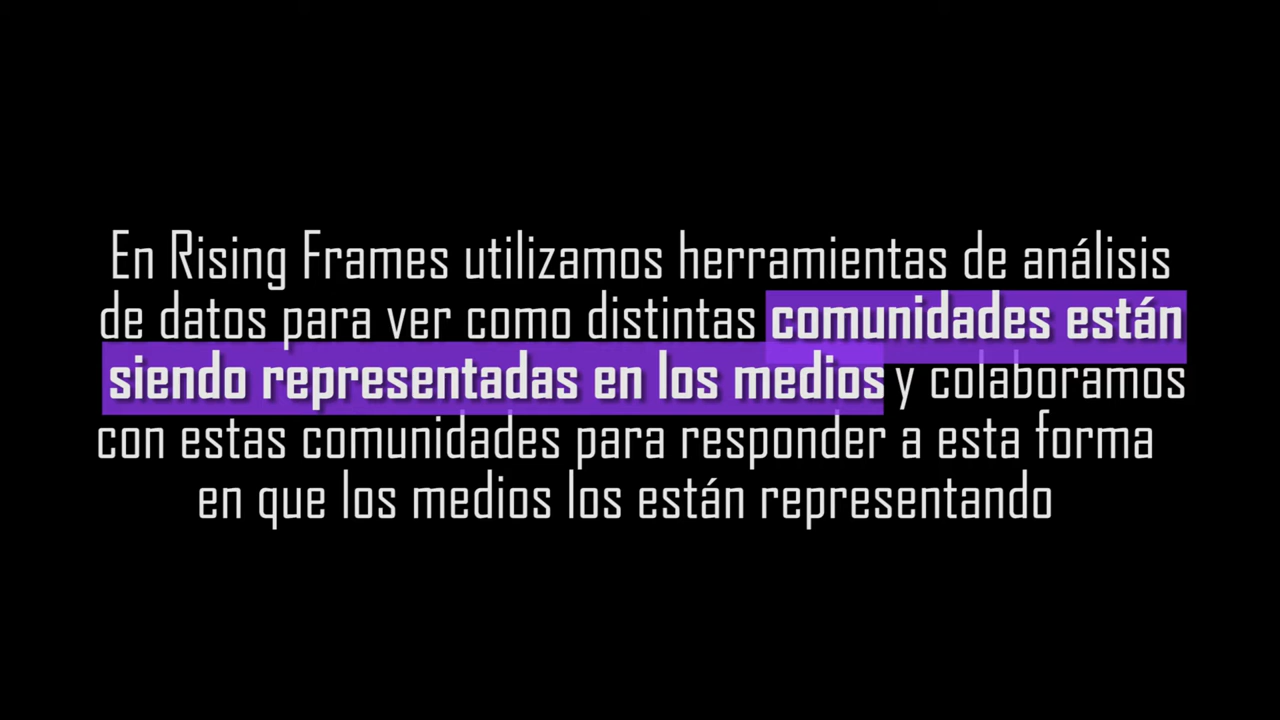 En Rising Frames utilizamos herramientas de análisis
de datos para ver como distintas comunidades están
siendo representadas en los medios y colaboramos
con estas comunidades para responder a esta forma
en que los medios los están representando